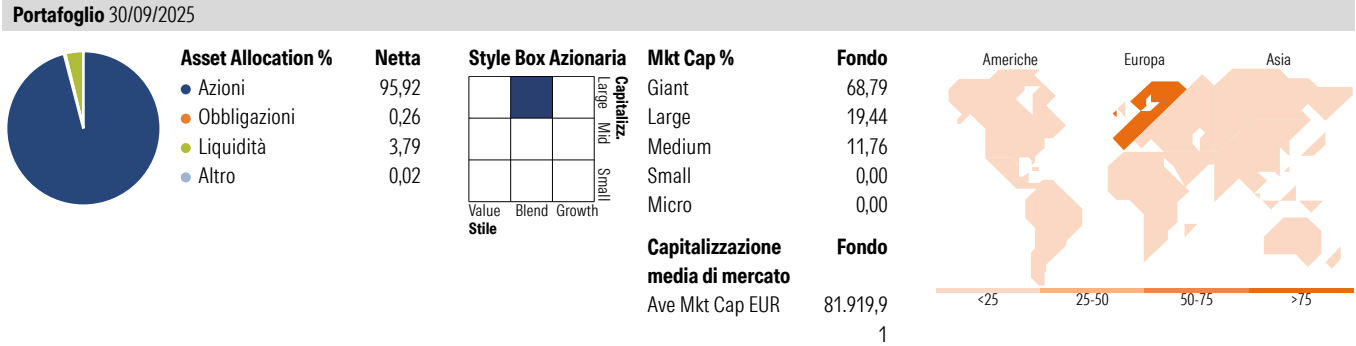 Portafoglio 30/09/2025
Asset Allocation % Netta
Azioni 95,92
Obbligazioni 0,26
Liquidità 3,79
Altro 0,02
Style Box Azionaria
Capitalizz.
Large Mid Small
Value Blend Growth
Stile
Mkt Cap % Fondo
Giant 68,79
Large 19,44
Medium 11,76
Small 0,00
Micro 0,00
Capitalizzazione Fondo
media di mercato
Ave Mkt Cap EUR 81.919,9
1
Americhe Europa Asia
<25 25-50 50-75 >75